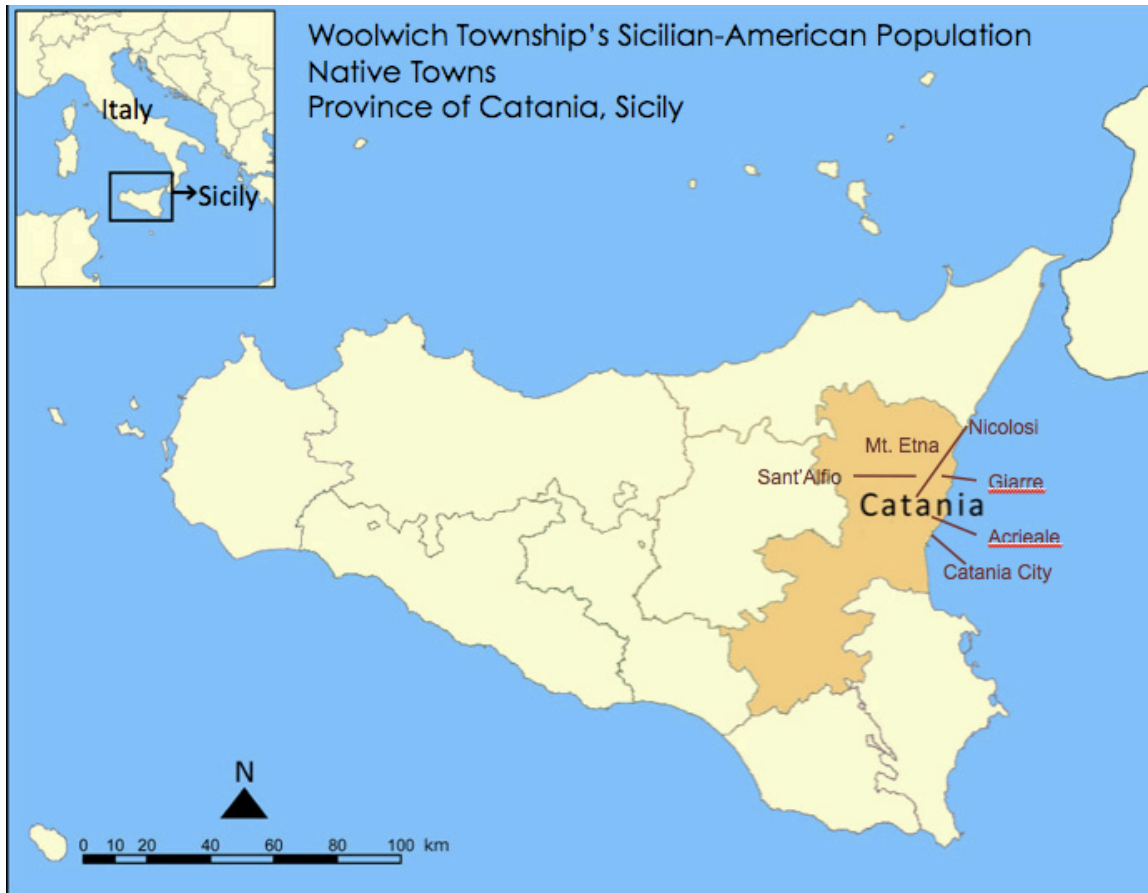 Woolwich Township's Sicilian-American Population
Native Towns
Province of Catania, Sicily
Italy
Sicily
Nicolosi
Mt. Etna
Sant'Alfio
Giarre
Catania
Acrieale
Catania City
N
0 10 20 40 60 80 100 km